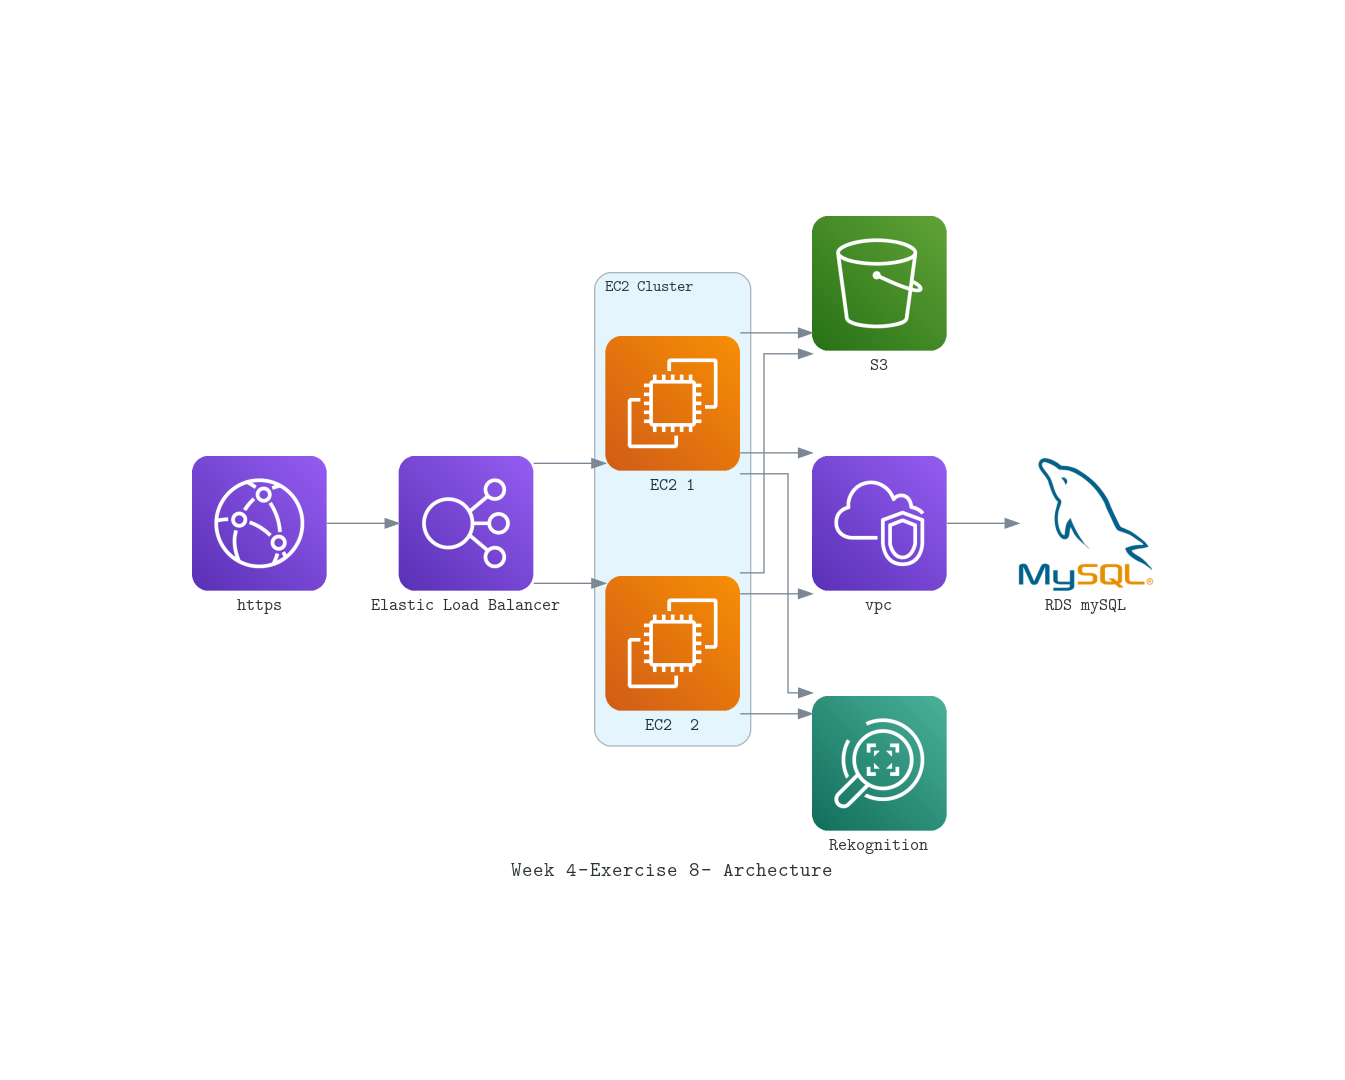 S3
EC2 Cluster
EC2 1
https
Elastic Load Balancer
vpc
MySQL®
RDS mySQL
EC2  2
Rekognition
Week 4-Exercise 8- Archecture